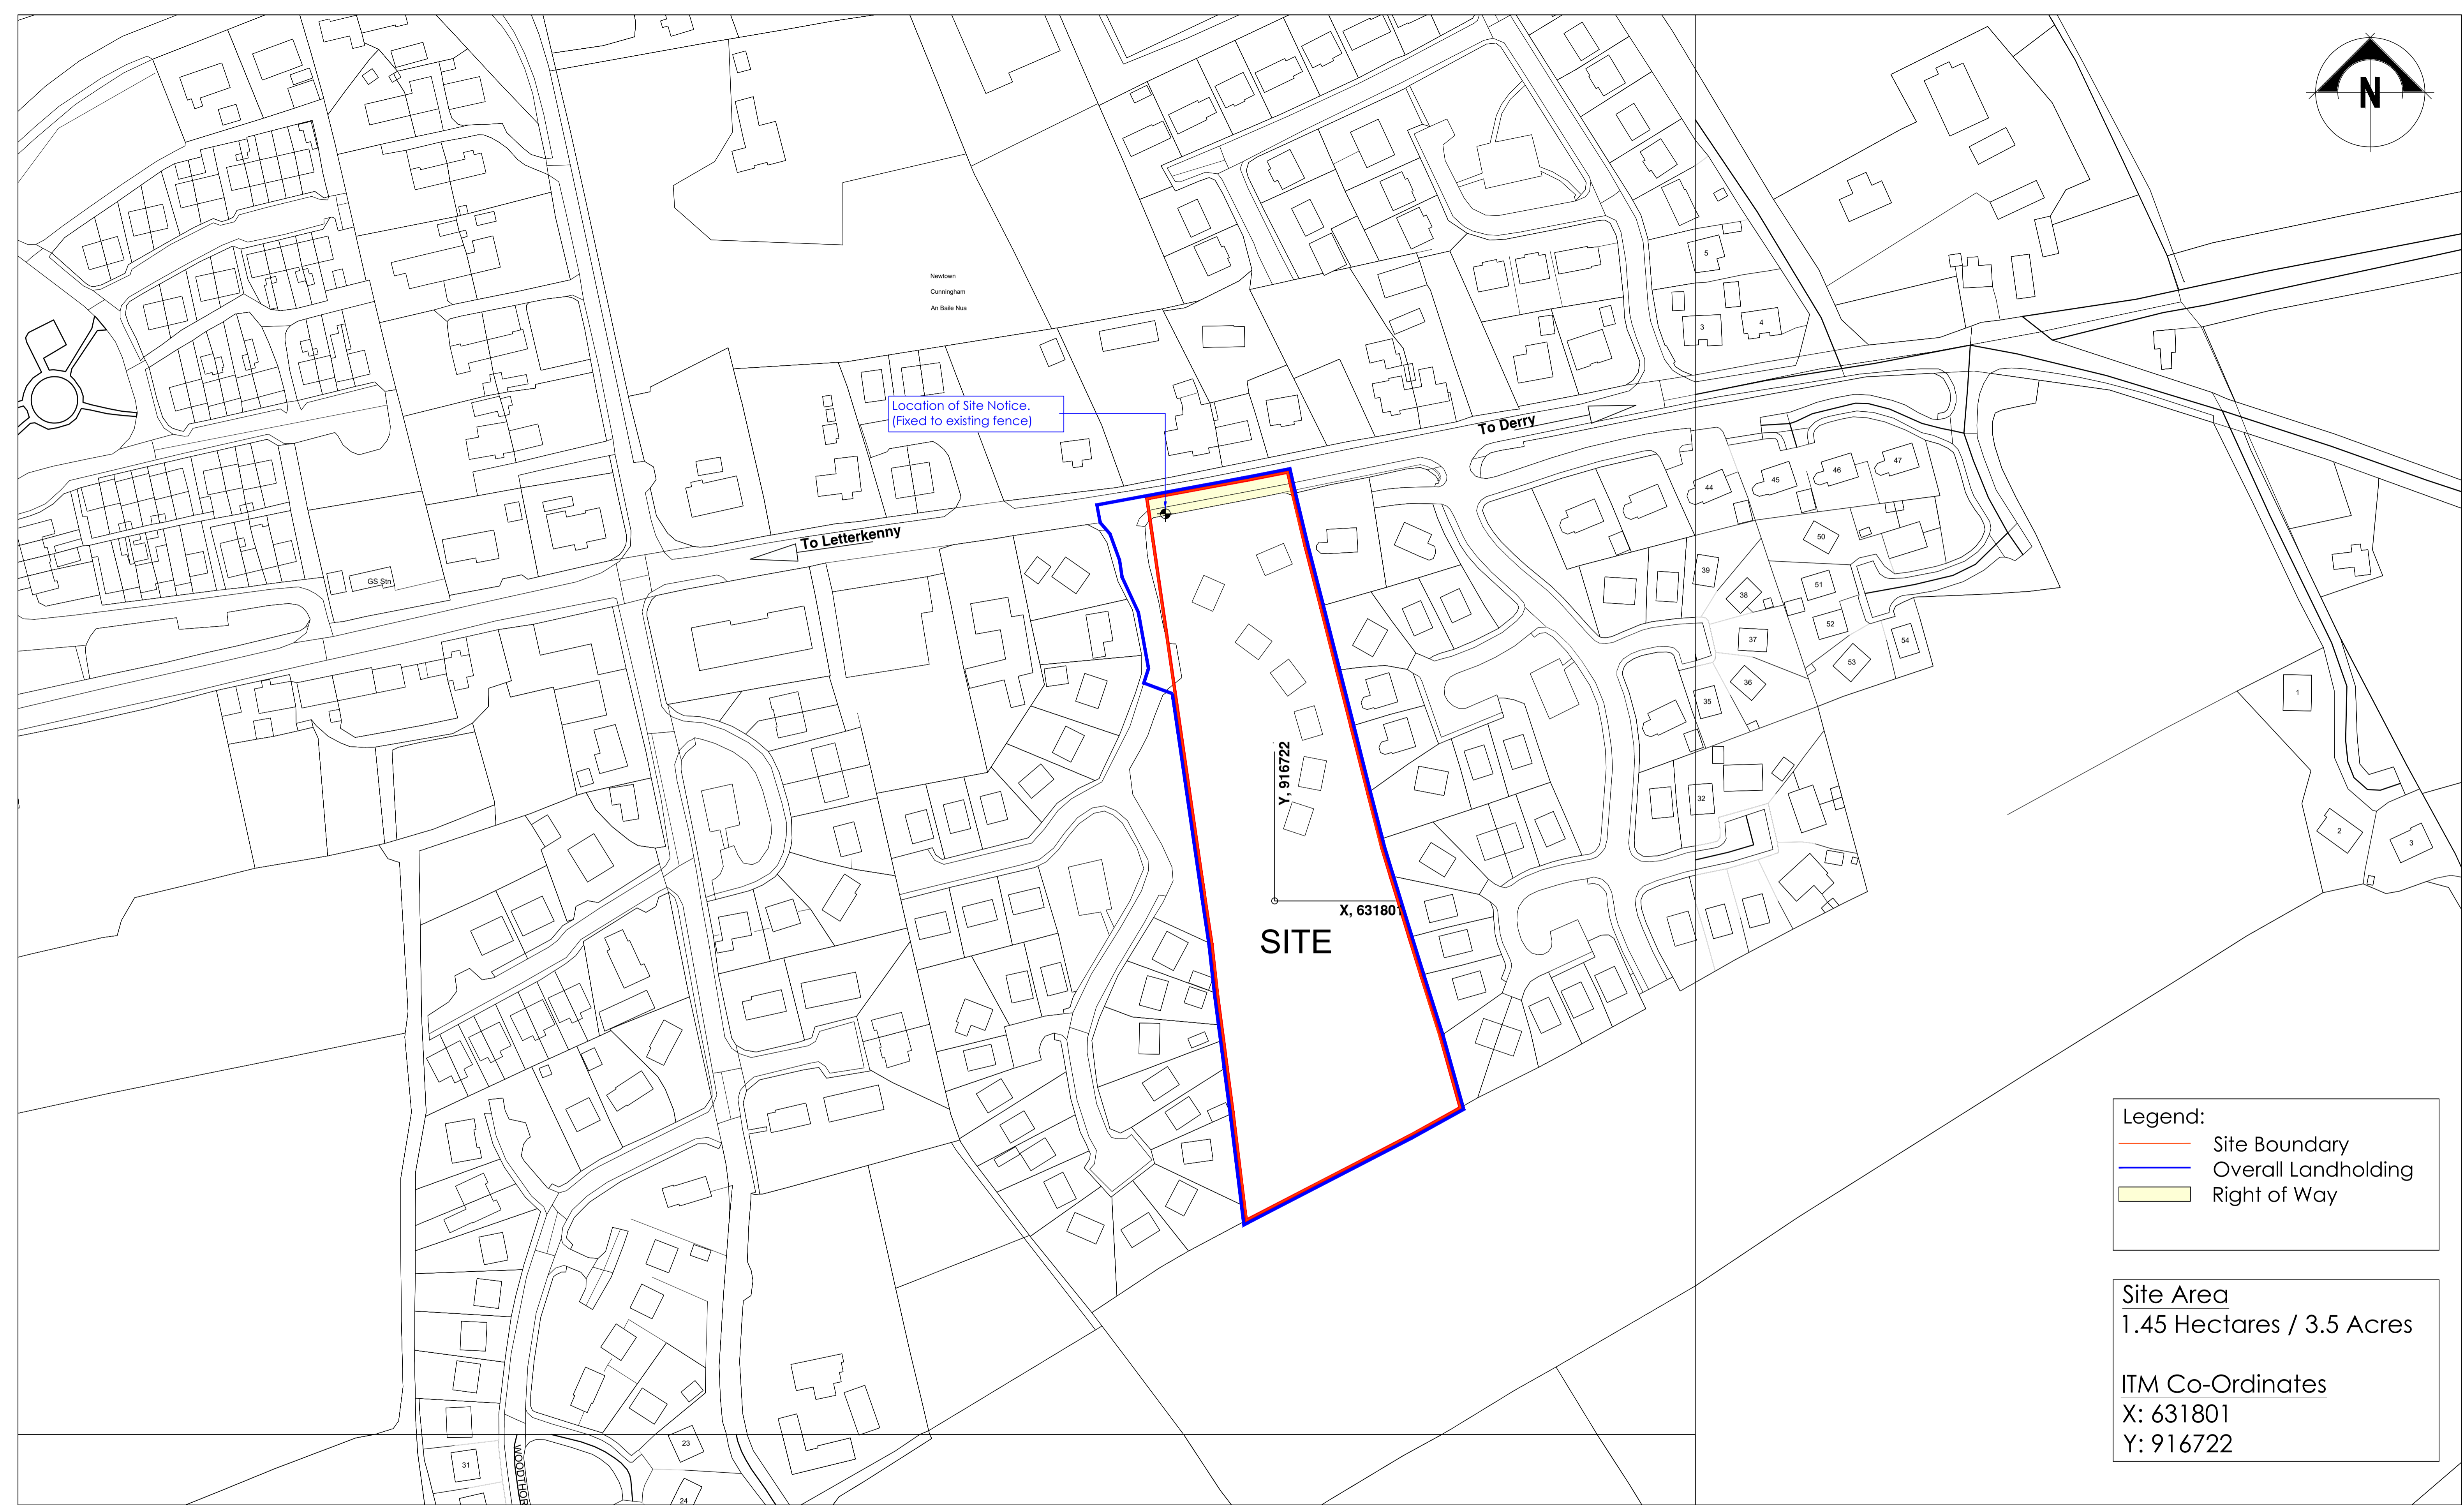 N
5
Newtown
Cunningham
An Baile Nua
3
4
Location of Site Notice.
(Fixed to existing fence)
To Derry
44
45
46
47
To Letterkenny
50
GS Stn
39
51
38
52
37
54
53
36
35
1
Y, 916722
32
2
3
X, 631801
SITE
Legend:
Site Boundary
Overall Landholding
Right of Way
Site Area
1.45 Hectares / 3.5 Acres
ITM Co-Ordinates
X: 631801
Y: 916722
23
31
WOODTHOR
24